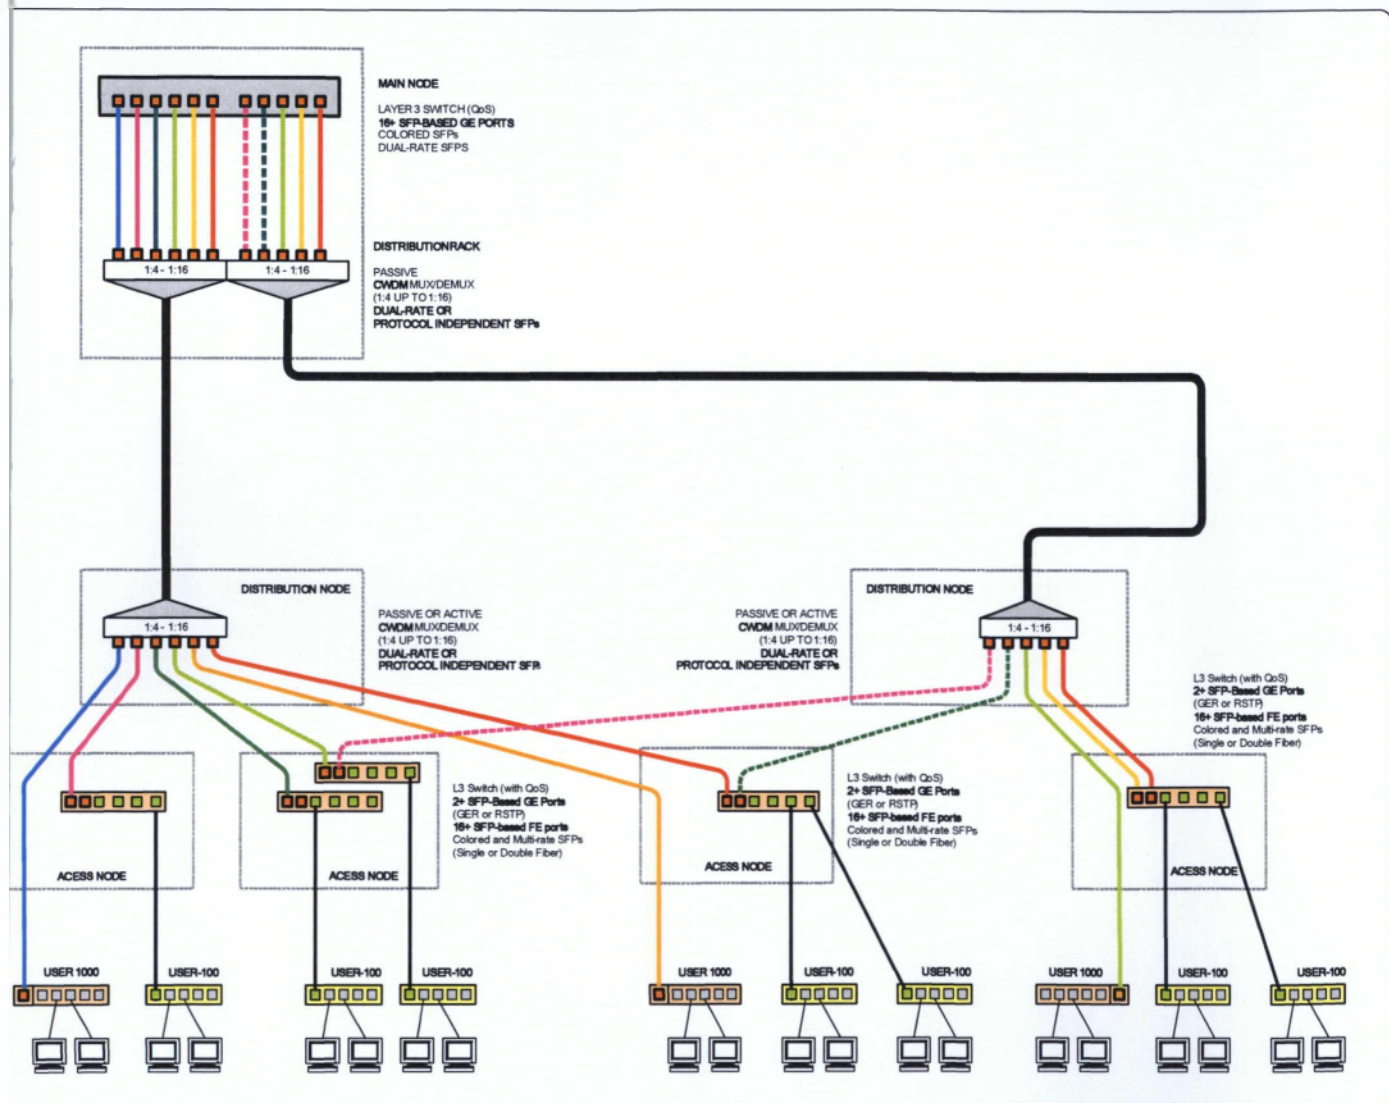 MAIN NODE
LAYER 3 SWITCH (QoS)
16+ SFP-BASED GE PORTS
COLORED SFPs
DUAL-RATE SFPS
DISTRIBUTION RACK
1:4 - 1:16
1:4 - 1:16
PASSIVE
CWDM MUX/DEMUX
(1:4 UP TO 1:16)
DUAL-RATE OR
PROTOCOL INDEPENDENT SFPs
DISTRIBUTION NODE
1:4 - 1:16
PASSIVE OR ACTIVE
CWDM MUX/DEMUX
(1:4 UP TO 1:16)
DUAL-RATE OR
PROTOCOL INDEPENDENT SFP
DISTRIBUTION NODE
1:4 - 1:16
PASSIVE OR ACTIVE
CWDM MUX/DEMUX
(1:4 UP TO 1:16)
DUAL-RATE OR
PROTOCOL INDEPENDENT SFPs
L3 Switch (with QoS)
2+ SFP-Based GE Ports
(GER or RSTP)
16+ SFP-based FE ports
Colored and Multi-rate SFPs
(Single or Double Fiber)
L3 Switch (with QoS)
2+ SFP-Based GE Ports
(GER or RSTP)
16+ SFP-based FE ports
Colored and Multi-rate SFPs
(Single or Double Fiber)
L3 Switch (with QoS)
2+ SFP-Based GE Ports
(GER or RSTP)
16+ SFP-based FE ports
Colored and Multi-rate SFPs
(Single or Double Fiber)
ACESS NODE
ACESS NODE
ACESS NODE
ACESS NODE
USER 1000
USER-100
USER-100
USER-100
USER 1000
USER-100
USER-100
USER 1000
USER-100
USER-100